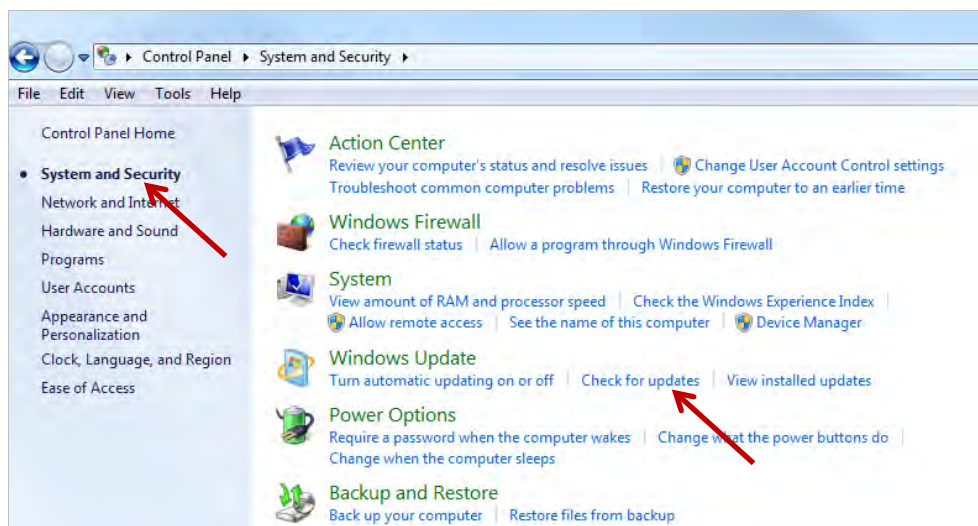 Control Panel System and Security
File Edit View Tools Help
Control Panel Home
System and Security
Network and Internet
Hardware and Sound
Programs
User Accounts
Appearance and
Personalization
Clock, Language, and Region
Ease of Access
Action Center
Review your computer's status and resolve issues Change User Account Control settings
Troubleshoot common computer problems Restore your computer to an earlier time
Windows Firewall
Check firewall status Allow a program through Windows Firewall
System
View amount of RAM and processor speed Check the Windows Experience Index
Allow remote access See the name of this computer Device Manager
Windows Update
Turn automatic updating on or off Check for updates View installed updates
Power Options
Require a password when the computer wakes Change what the power buttons do
Change when the computer sleeps
Backup and Restore
Back up your computer Restore files from backup